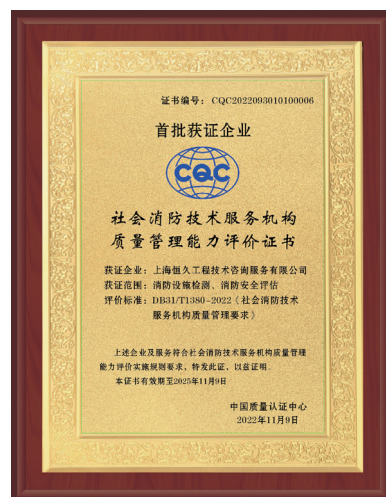 证书编号： CQC2022093010100006
首批获证企业
CQC
社会消防技术服务机构
质量管理能力评价证书
获证企业：上海恒久工程技术咨询服务有限公司
获证范围：消防设施检测、消防安全评估
评价标准：DB31/T1380-2022《社会消防技术
服务机构质量管理要求》
上述企业及服务符合社会消防技术服务机构质量管理
能力评价实施规则要求，特发此证，以兹证明。
本证书有效期至2025年11月9日
中国质量认证中心
2022年11月9日